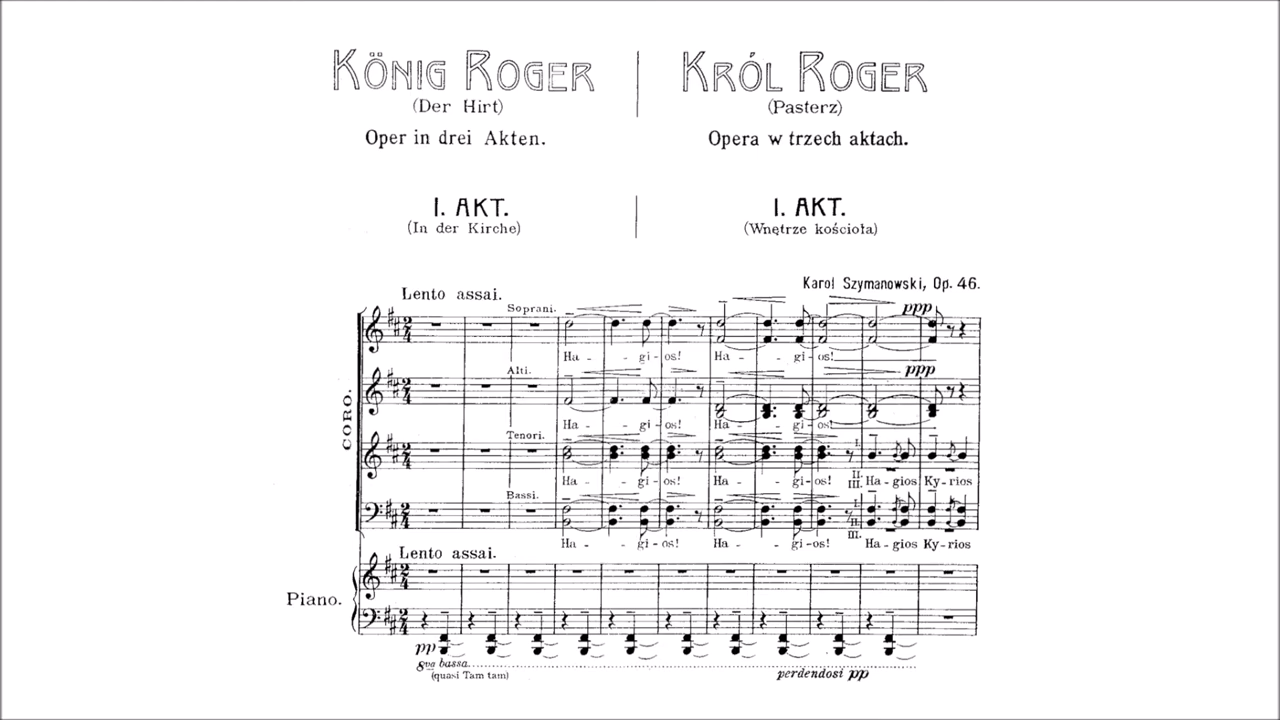 KÖNIG ROGER
(Der Hirt)
Oper in drei Akten.
KRÓL ROGER
(Pasterz)
Opera w trzech aktach.
I. AKT.
(In der Kirche)
I. AKT.
(Wnętrze kościoła)
Karol Szymanowski, Op. 46.
Lento assai.
CORO.
Soprani.
ppp
Ha - - gi - os! Ha - gi - os!
Alti.
ppp
Ha - - gi - os! Ha - gi - os!
Tenori.
I.
II.
III.
Ha - - gi - os! Ha - gi - os! Ha - gios Ky - rios
Bassi.
I.
II.
III.
Ha - - gi - os! Ha - gi - os! Ha - gios Ky - rios
Lento assai.
Piano.
pp
8va bassa
(quasi Tam tam)
perdendosi pp